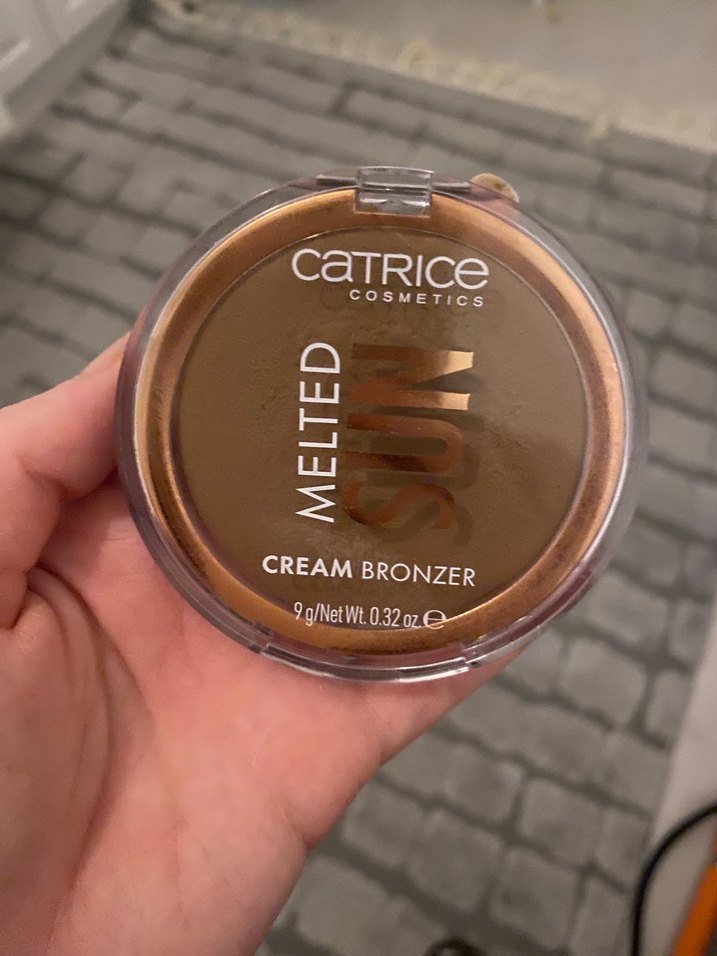 CATRICE
COSMETICS
MELTED
SUN
CREAM BRONZER
9 g/Net Wt. 0.32 oz. ℮